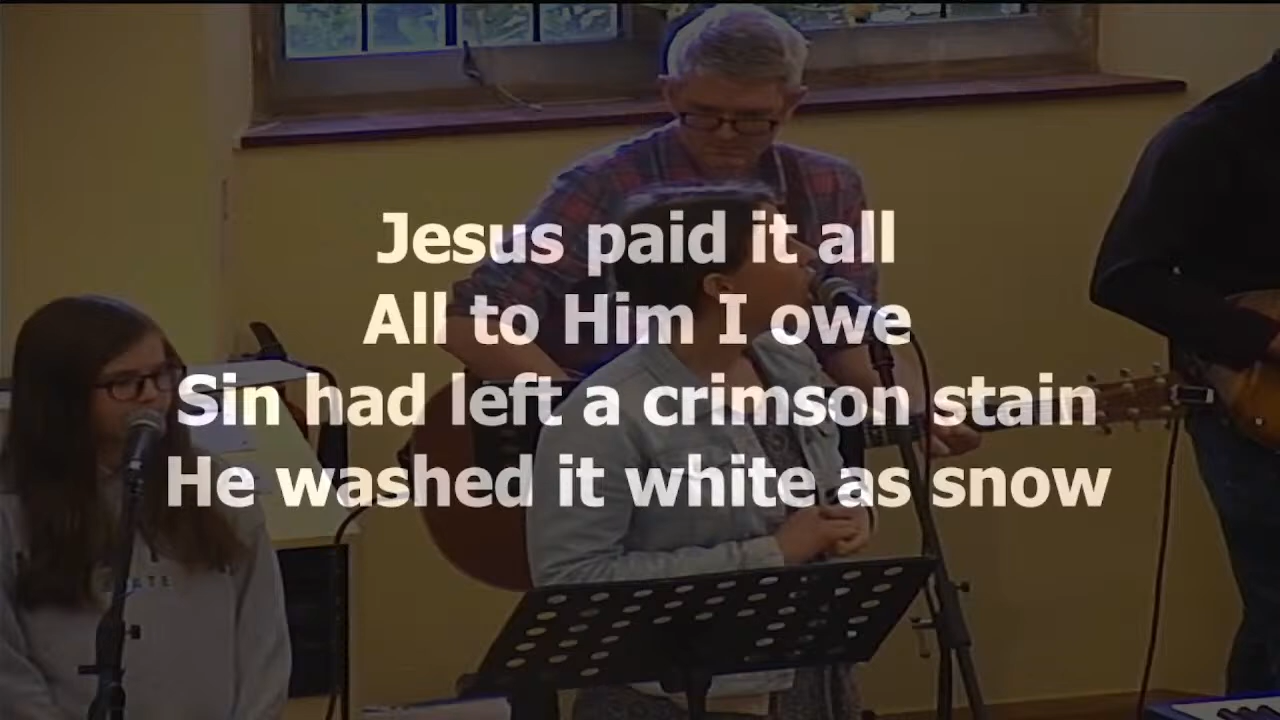 Jesus paid it all
All to Him I owe
Sin had left a crimson stain
He washed it white as snow